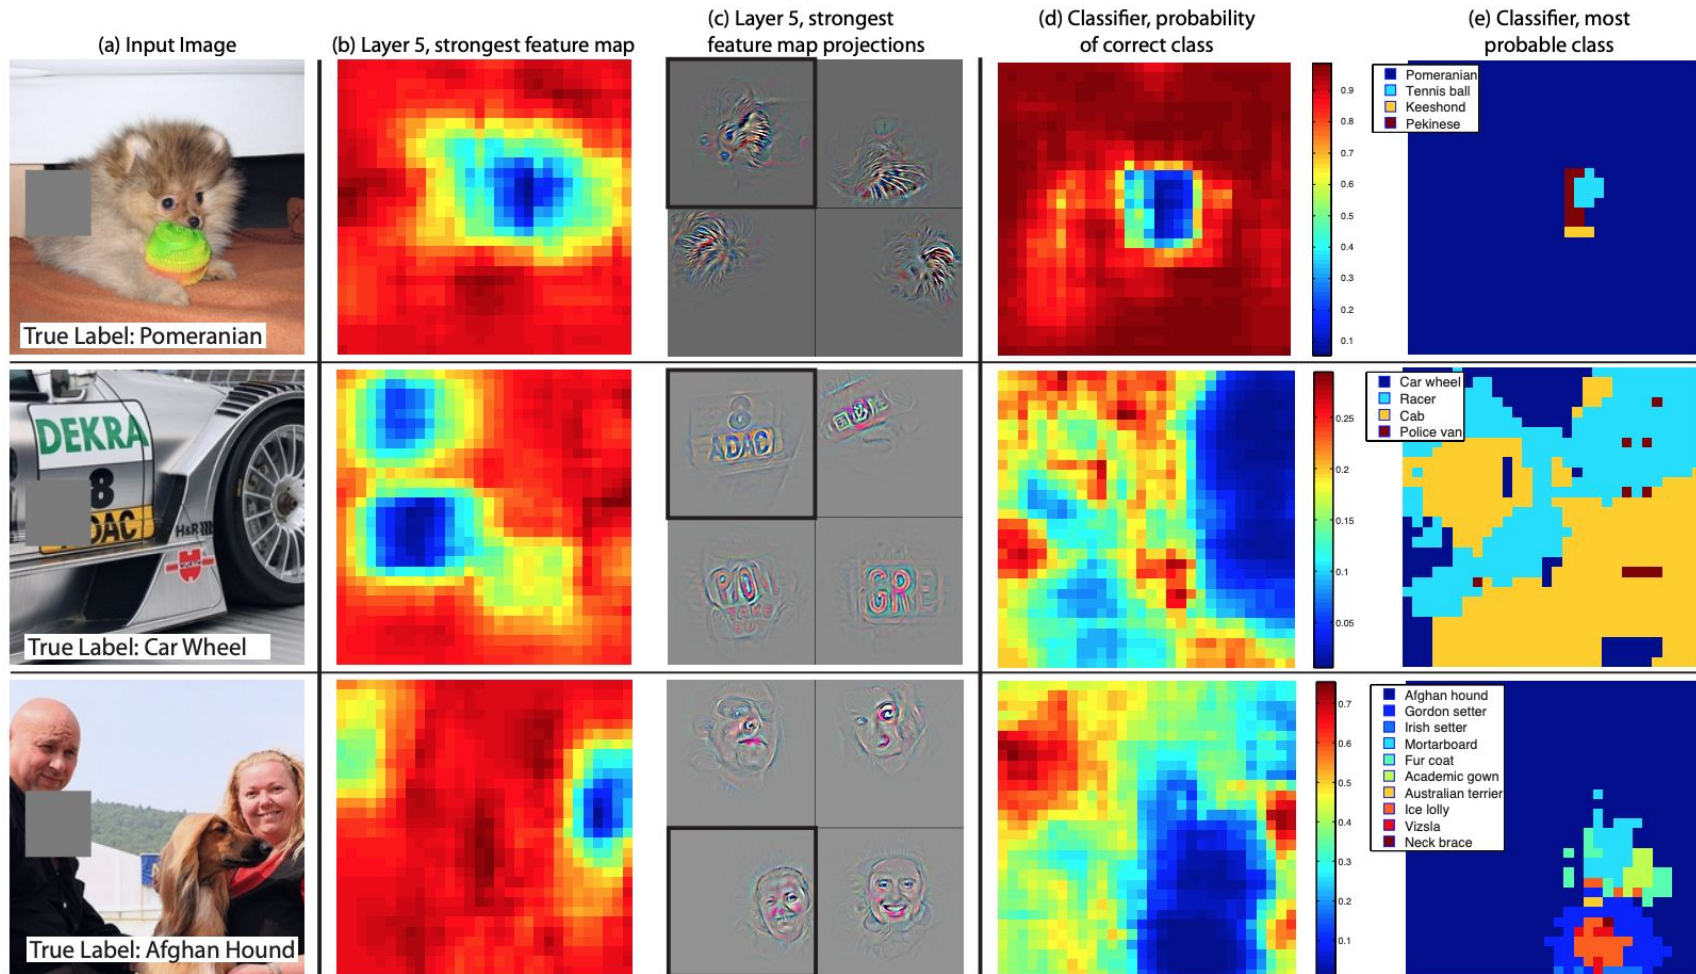 (a) Input Image
(b) Layer 5, strongest feature map
(c) Layer 5, strongest
feature map projections
(d) Classifier, probability
of correct class
(e) Classifier, most
probable class
True Label: Pomeranian
0.9
0.8
0.7
0.6
0.5
0.4
0.3
0.2
0.1
Pomeranian
Tennis ball
Keeshond
Pekinese
DEKRA
8
DAC
H&R
WÜRTH
True Label: Car Wheel
ADAC
POL
TAKE
GRE
0.25
0.2
0.15
0.1
0.05
Car wheel
Racer
Cab
Police van
True Label: Afghan Hound
0.7
0.6
0.5
0.4
0.3
0.2
0.1
Afghan hound
Gordon setter
Irish setter
Mortarboard
Fur coat
Academic gown
Australian terrier
Ice lolly
Vizsla
Neck brace